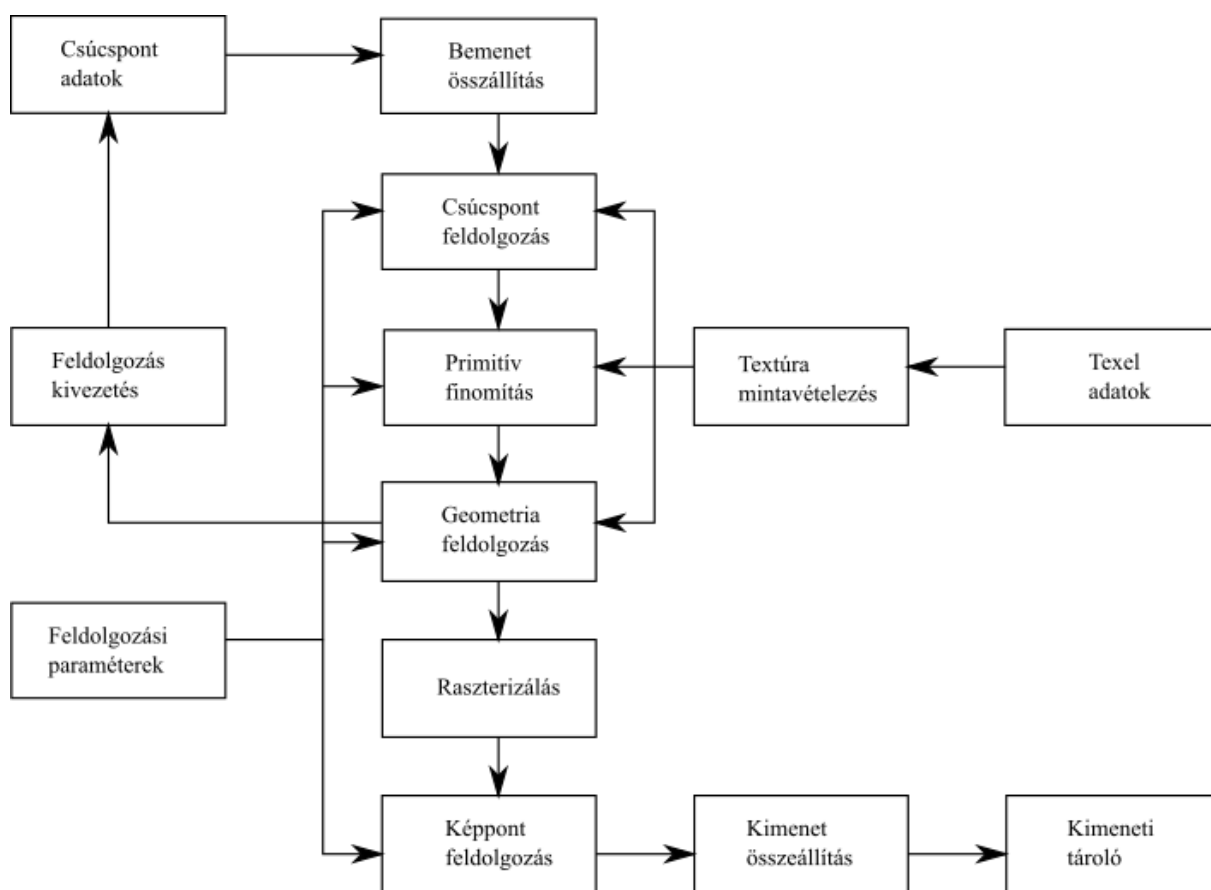 Csúcspont
adatok
Bemenet
összállítás
Csúcspont
feldolgozás
Feldolgozás
kivezetés
Primitív
finomítás
Textúra
mintavételezés
Texel
adatok
Geometria
feldolgozás
Feldolgozási
paraméterek
Raszterizálás
Képpont
feldolgozás
Kimenet
összeállítás
Kimeneti
tároló